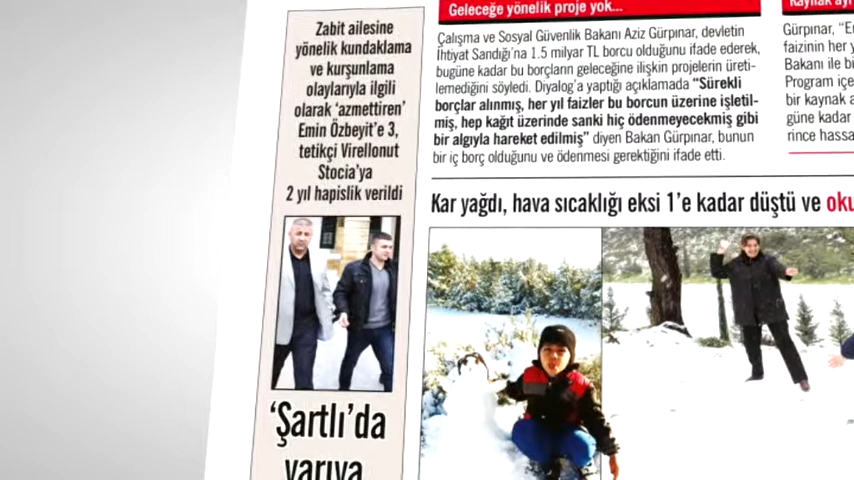 Zabit ailesine
yönelik kundaklama
ve kurşunlama
olaylarıyla ilgili
olarak 'azmettiren'
Emin Özbeyit'e 3,
tetikçi Virellonut
Stocia'ya
2 yıl hapislik verildi
'Şartlı'da
yarıya
Geleceğe yönelik proje yok...
Çalışma ve Sosyal Güvenlik Bakanı Aziz Gürpınar, devletin
İhtiyat Sandığı'na 1.5 milyar TL borcu olduğunu ifade ederek,
bugüne kadar bu borçların geleceğine ilişkin projelerin üreti-
lemediğini söyledi. Diyalog'a yaptığı açıklamada "Sürekli
borçlar alınmış, her yıl faizler bu borcun üzerine işletil-
miş, hep kağıt üzerinde sanki hiç ödenmeyecekmiş gibi
bir algıyla hareket edilmiş" diyen Bakan Gürpınar, bunun
bir iç borç olduğunu ve ödenmesi gerektiğini ifade etti.
Kaynak
Gürpınar, "E
faizinin her y
Bakanı ile bi
Program içe
bir kaynak a
güne kadar
rince hassa
Kar yağdı, hava sıcaklığı eksi 1'e kadar düştü ve oku